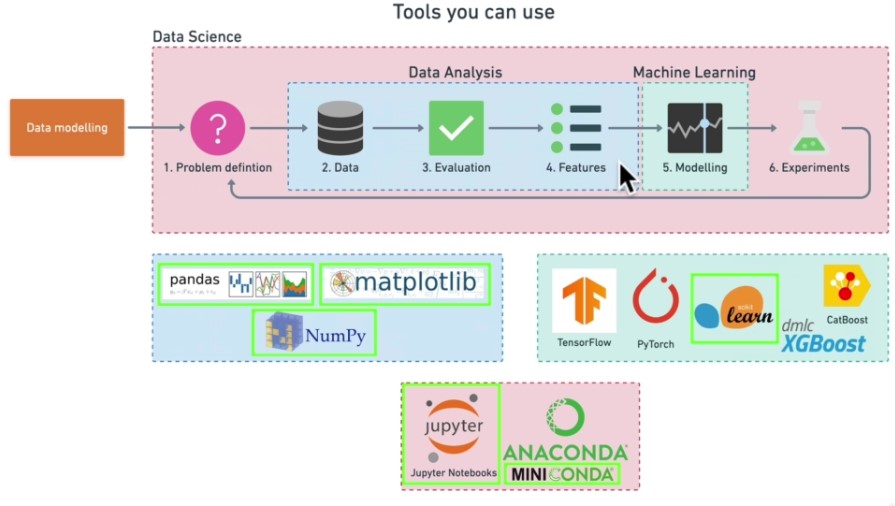 Tools you can use
Data Science
Data Analysis
Machine Learning
Data modelling
?
1. Problem defintion
2. Data
3. Evaluation
4. Features
5. Modelling
6. Experiments
pandas
matplotlib
NumPy
TensorFlow
PyTorch
learn
CatBoost
dmlc
XGBoost
jupyter
Jupyter Notebooks
ANACONDA
MINICONDA